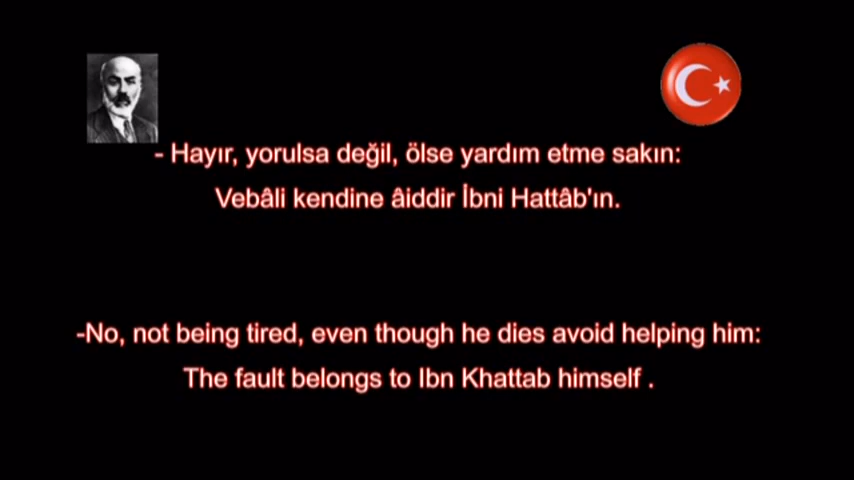 - Hayır, yorulsa değil, ölse yardım etme sakın:
Vebâli kendine âiddir İbni Hattâb'ın.
-No, not being tired, even though he dies avoid helping him:
The fault belongs to Ibn Khattab himself .